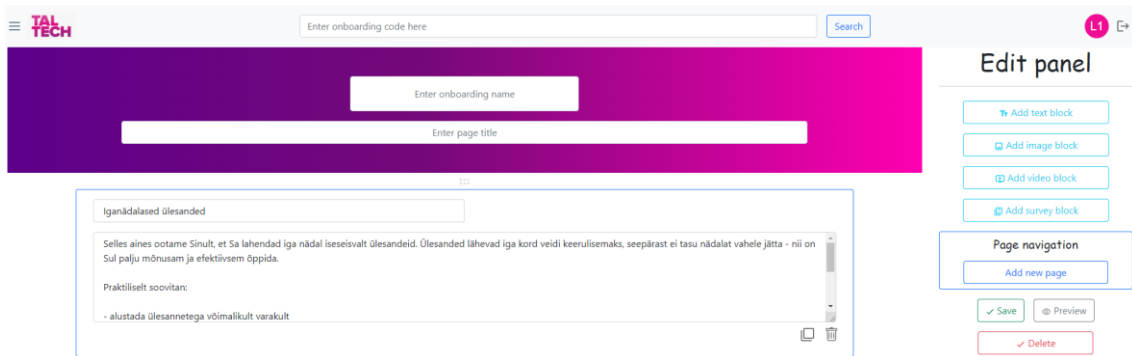 TAL
TECH
Enter onboarding code here
Search
L1
Edit panel
Enter onboarding name
Enter page title
Tт Add text block
Add image block
Add video block
Add survey block
Page navigation
Add new page
Save
Preview
Delete
Iganädalased ülesanded
Selles aines ootame Sinult, et Sa lahendad iga nädal iseseisvalt ülesandeid. Ülesanded lähevad iga kord veidi keerulisemaks, seepärast ei tasu nädalat vahele jätta - nii on
Sul palju mõnusam ja efektiivsem õppida.
Praktiliselt soovitan:
- alustada ülesannetega võimalikult varakult